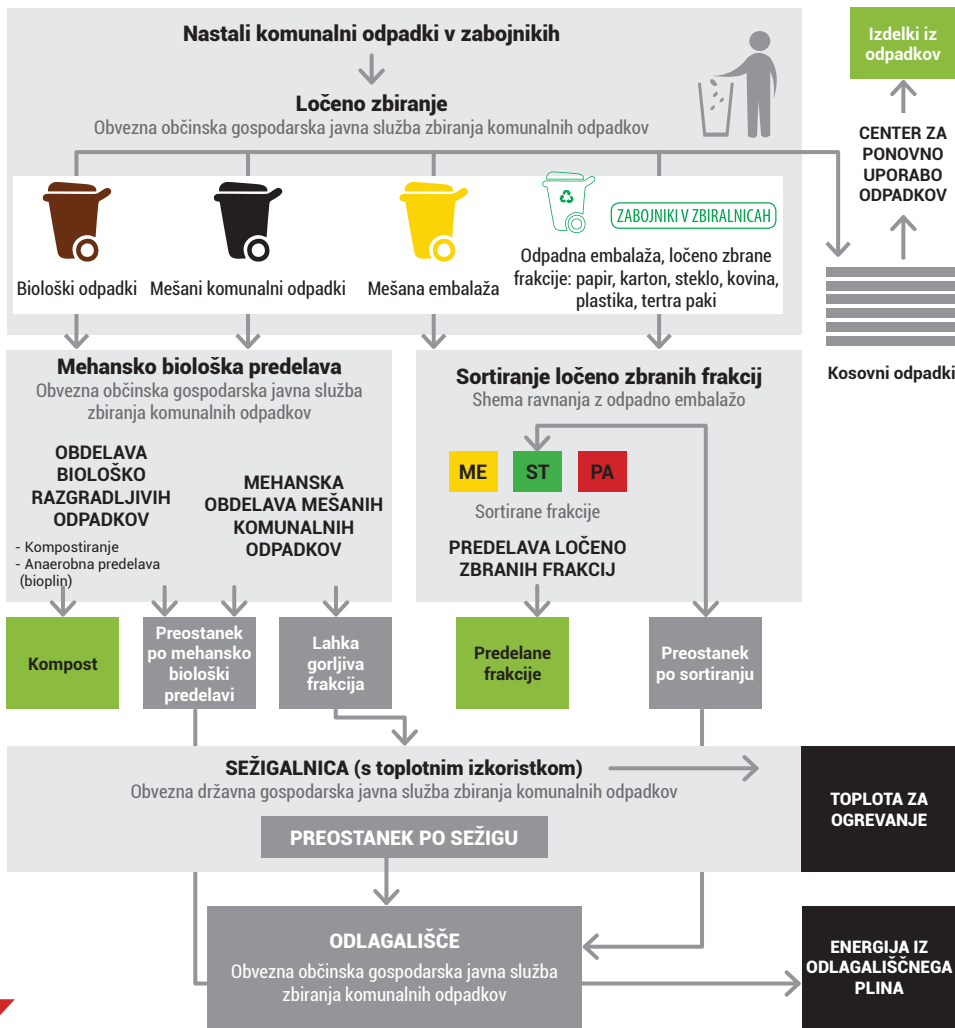 Nastali komunalni odpadki v zabojnikih
Ločeno zbiranje
Obvezna občinska gospodarska javna služba zbiranja komunalnih odpadkov
Izdelki iz
odpadkov
CENTER ZA
PONOVNO
UPORABO
ODPADKOV
Kosovni odpadki
Biološki odpadki
Mešani komunalni odpadki
Mešana embalaža
ZABOJNIKI V ZBIRALNICAH
Odpadna embalaža, ločeno zbrane
frakcije: papir, karton, steklo, kovina,
plastika, tertra paki
Mehansko biološka predelava
Obvezna občinska gospodarska javna služba
zbiranja komunalnih odpadkov
OBDELAVA
BIOLOŠKO
RAZGRADLJIVIH
ODPADKOV
- Kompostiranje
- Anaerobna predelava
(bioplin)
MEHANSKA
OBDELAVA MEŠANIH
KOMUNALNIH
ODPADKOV
Sortiranje ločeno zbranih frakcij
Shema ravnanja z odpadno embalažo
ME
ST
PA
Sortirane frakcije
PREDELAVA LOČENO
ZBRANIH FRAKCIJ
Kompost
Preostanek
po mehansko
biološki
predelavi
Lahka
gorljiva
frakcija
Predelane
frakcije
Preostanek
po sortiranju
SEŽIGALNICA (s toplotnim izkoristkom)
Obvezna državna gospodarska javna služba zbiranja komunalnih odpadkov
PREOSTANEK PO SEŽIGU
TOPLOTA ZA
OGREVANJE
ODLAGALIŠČE
Obvezna občinska gospodarska javna služba
zbiranja komunalnih odpadkov
ENERGIJA IZ
ODLAGALIŠČNEGA
PLINA